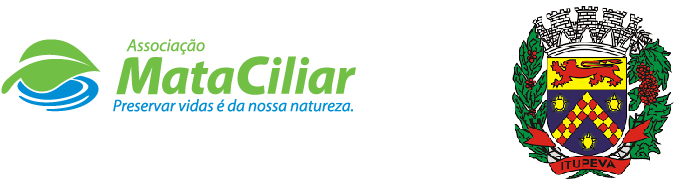 Associação
MataCiliar
Preservar vidas é da nossa natureza.
ITUPEVA